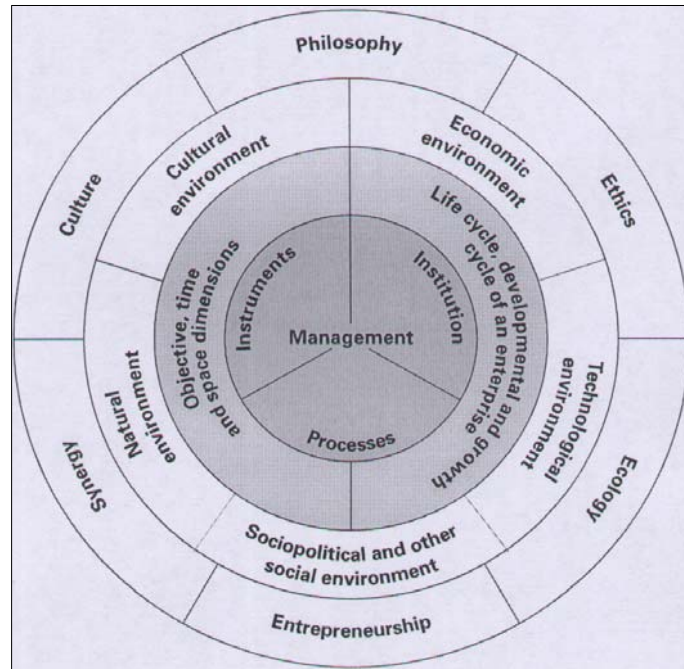 Philosophy
Cultural
environment
Economic
environment
Culture
Ethics
Objective, time
and space dimensions
Life cycle, developmental and growth
cycle of an enterprise
Instruments
Institution
Management
Processes
Natural
environment
Technological
environment
Synergy
Ecology
Sociopolitical and other
social environment
Entrepreneurship